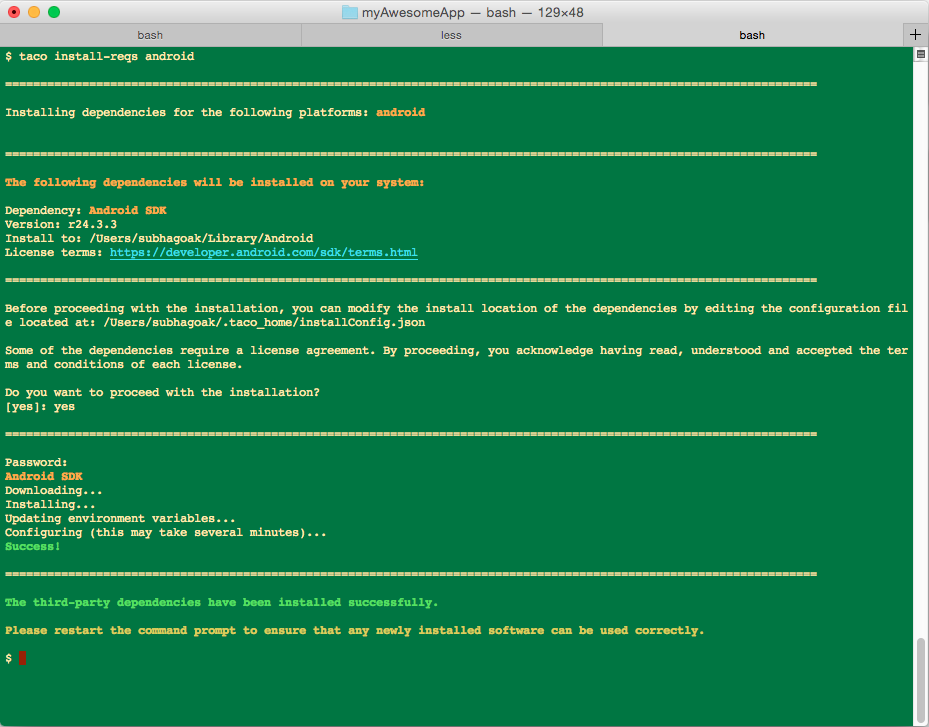 myAwesomeApp — bash — 129×48
bash
less
bash
$ taco install-reqs android
Installing dependencies for the following platforms: android
The following dependencies will be installed on your system:
Dependency: Android SDK
Version: r24.3.3
Install to: /Users/subhagoak/Library/Android
License terms: https://developer.android.com/sdk/terms.html
Before proceeding with the installation, you can modify the install location of the dependencies by editing the configuration fil
e located at: /Users/subhagoak/.taco_home/installConfig.json
Some of the dependencies require a license agreement. By proceeding, you acknowledge having read, understood and accepted the ter
ms and conditions of each license.
Do you want to proceed with the installation?
[yes]: yes
Password:
Android SDK
Downloading...
Installing...
Updating environment variables...
Configuring (this may take several minutes)...
Success!
The third-party dependencies have been installed successfully.
Please restart the command prompt to ensure that any newly installed software can be used correctly.
$